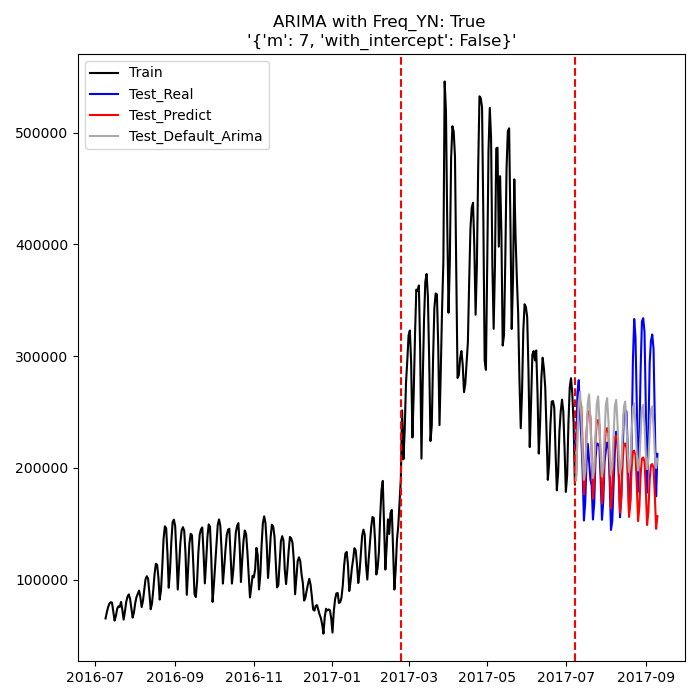 ARIMA with Freq_YN: True
'{'m': 7, 'with_intercept': False}'
Train
Test_Real
Test_Predict
Test_Default_Arima
500000
400000
300000
200000
100000
2016-07 2016-09 2016-11 2017-01 2017-03 2017-05 2017-07 2017-09